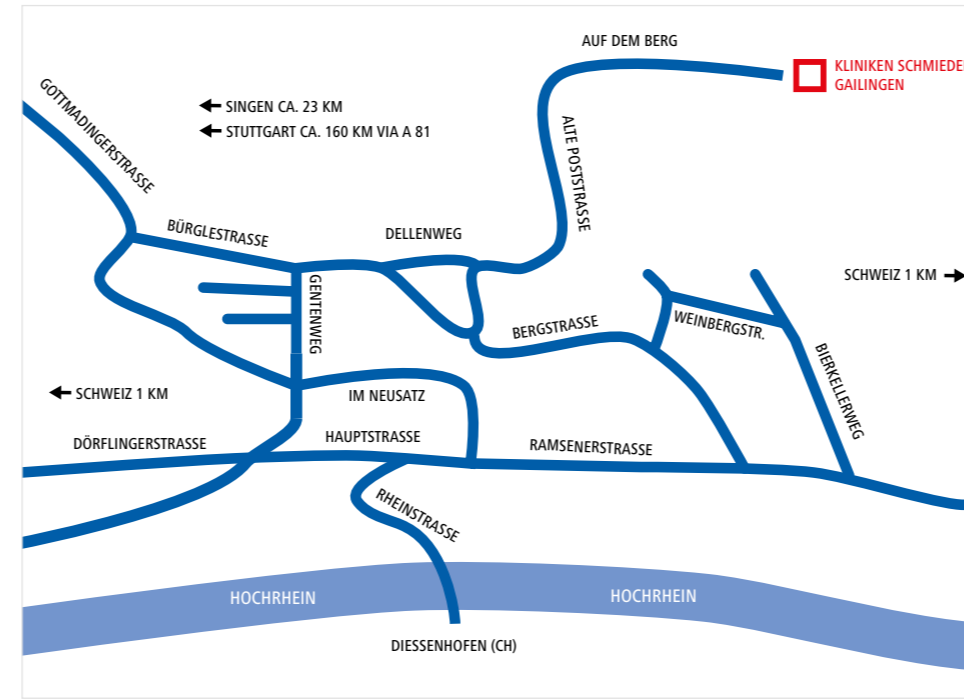 AUF DEM BERG
KLINIKEN SCHMIEDER
GAILINGEN
GOTTMADINGERSTRASSE
SINGEN CA. 23 KM
STUTTGART CA. 160 KM VIA A 81
ALTE POSTSTRASSE
BÜRGLESTRASSE
DELLENWEG
SCHWEIZ 1 KM
GENTENWEG
BERGSTRASSE
WEINBERGSTR.
BIERKELLERWEG
SCHWEIZ 1 KM
IM NEUSATZ
DÖRFLINGERSTRASSE
HAUPTSTRASSE
RAMSENERSTRASSE
RHEINSTRASSE
HOCHRHEIN
HOCHRHEIN
DIESSENHOFEN (CH)